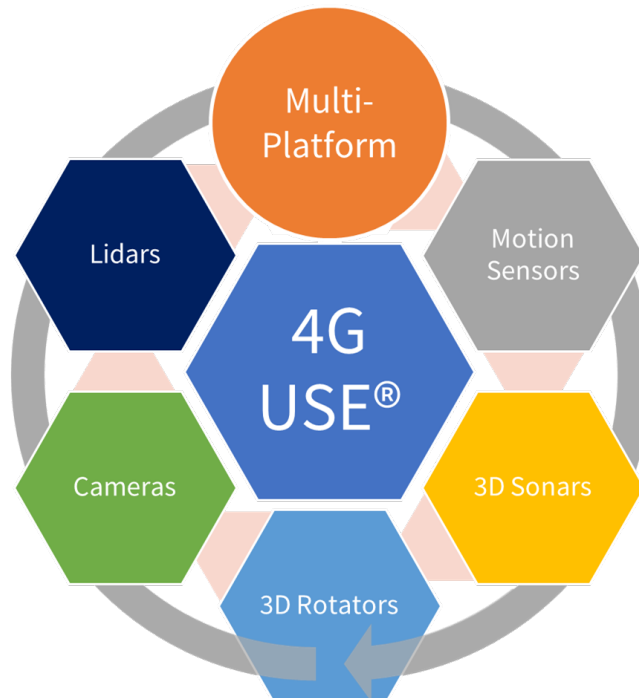 Multi-
Platform
Motion
Sensors
Lidars
4G
USE®
Cameras
3D Sonars
3D Rotators